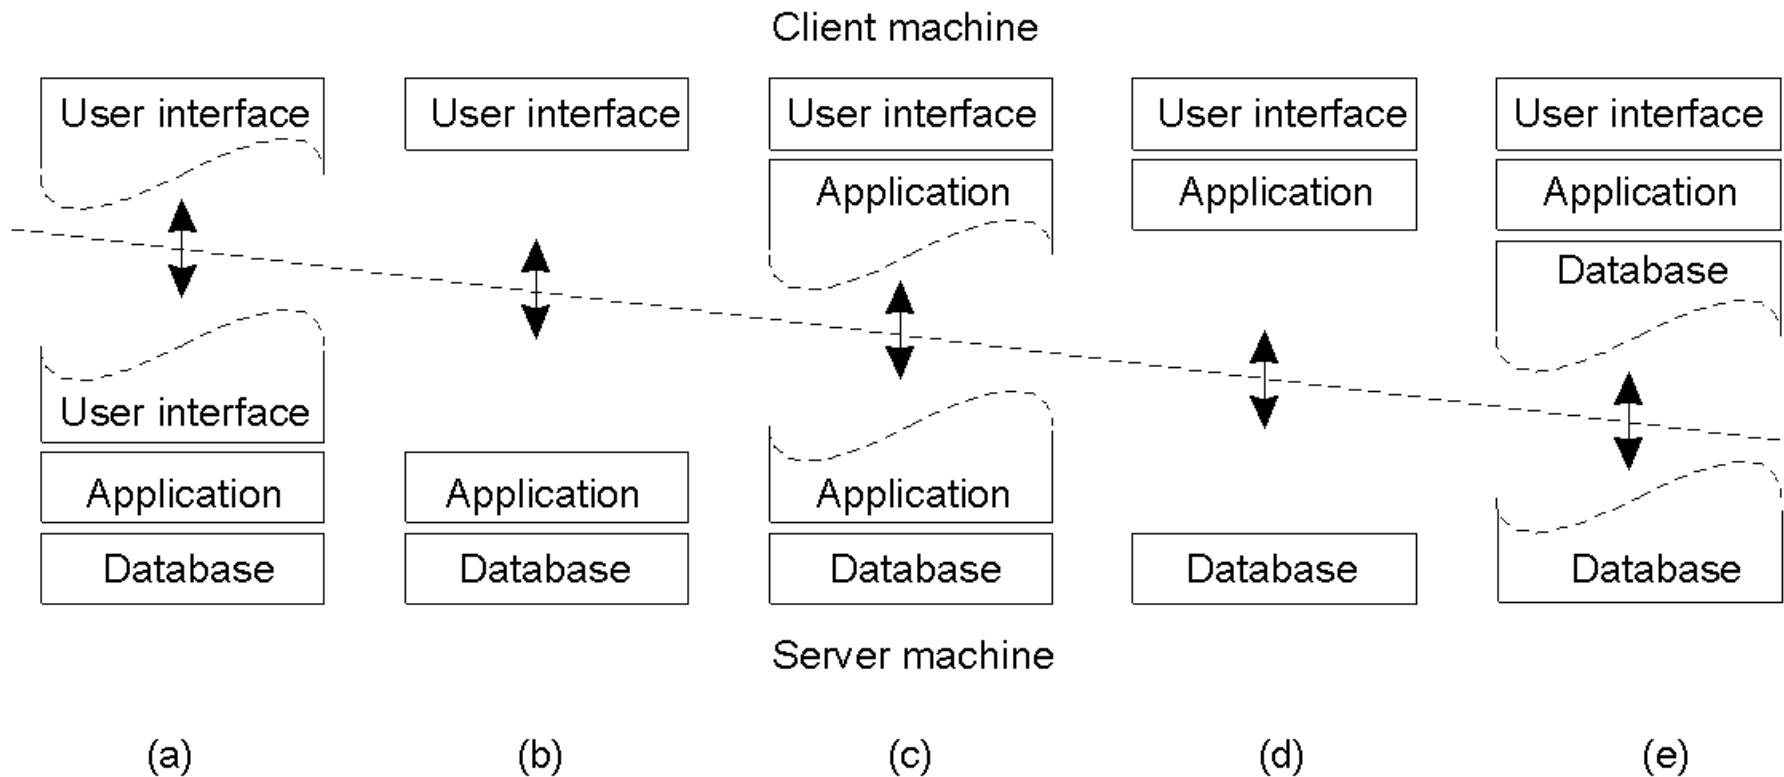 Client machine
User interface User interface User interface User interface User interface
Application Application Application
Database
User interface
Application Application Application
Database Database Database Database Database
Server machine
(a) (b) (c) (d) (e)